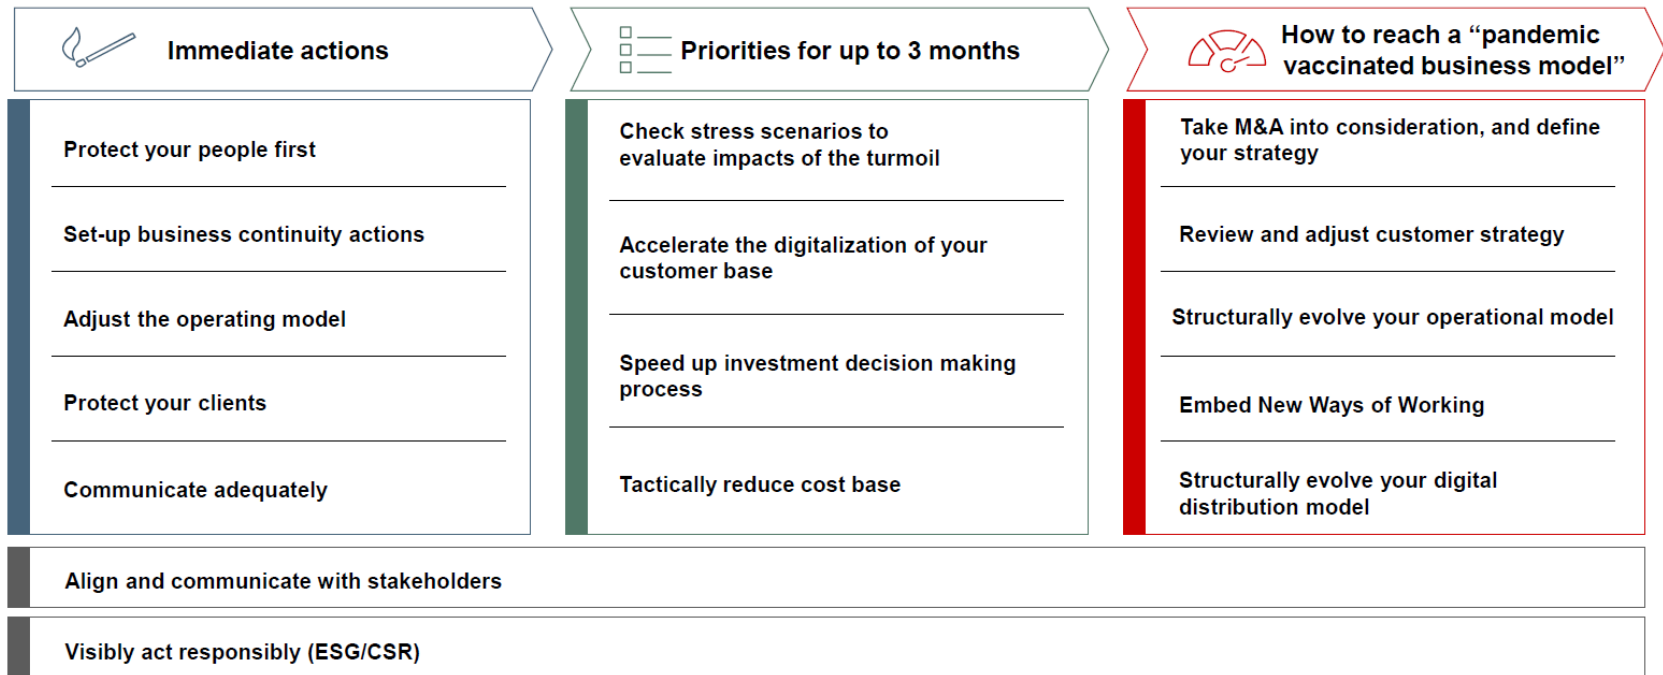 Immediate actions
Priorities for up to 3 months
How to reach a “pandemic
vaccinated business model”
Protect your people first
Set-up business continuity actions
Adjust the operating model
Protect your clients
Communicate adequately
Check stress scenarios to
evaluate impacts of the turmoil
Accelerate the digitalization of your
customer base
Speed up investment decision making
process
Tactically reduce cost base
Take M&A into consideration, and define
your strategy
Review and adjust customer strategy
Structurally evolve your operational model
Embed New Ways of Working
Structurally evolve your digital
distribution model
Align and communicate with stakeholders
Visibly act responsibly (ESG/CSR)